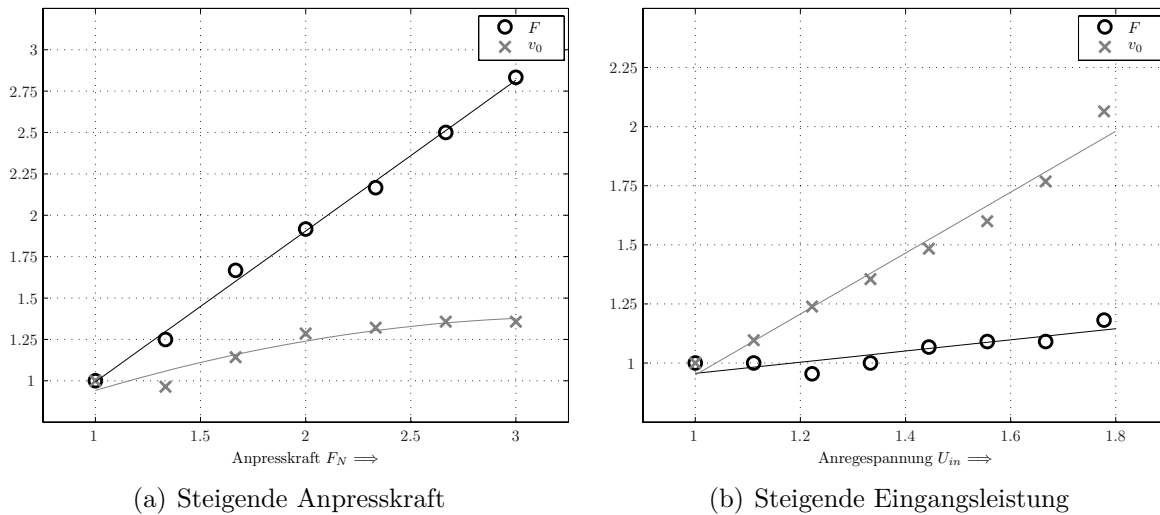 F
v0
3
2.75
2.5
2.25
2
1.75
1.5
1.25
1
1 1.5 2 2.5 3
Anpresskraft F_N ⟹
(a) Steigende Anpresskraft
F
v0
2.25
2
1.75
1.5
1.25
1
1 1.2 1.4 1.6 1.8
Anregespannung U_in ⟹
(b) Steigende Eingangsleistung